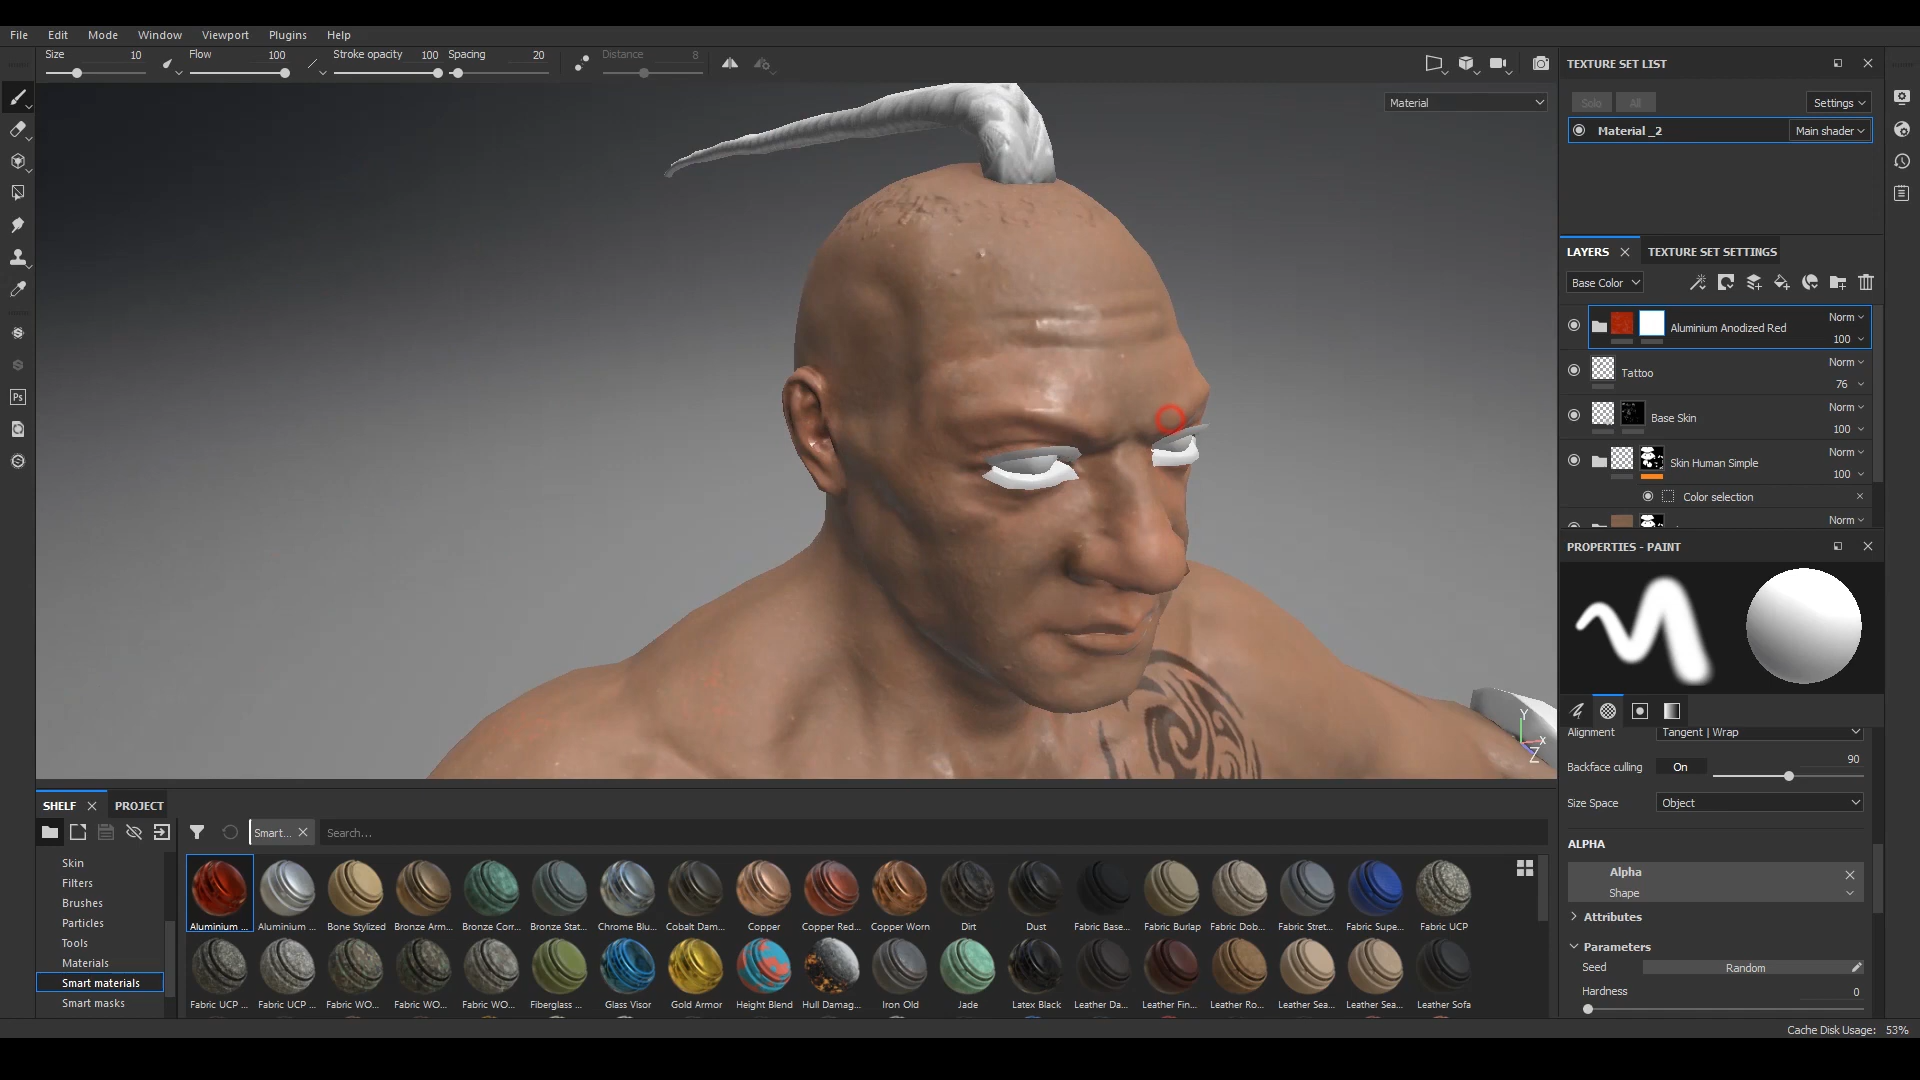 File Edit Mode Window Viewport Plugins Help
Size 10 Flow 100 Stroke opacity 100 Spacing 20 Distance 8
Material
TEXTURE SET LIST
Solo All Settings
Material _2 Main shader
LAYERS TEXTURE SET SETTINGS
Base Color
Aluminium Anodized Red Norm 100
Tattoo Norm 76
Base Skin Norm 100
Skin Human Simple Norm 100
Color selection
Norm
PROPERTIES - PAINT
Alignment Tangent | Wrap
Backface culling On 90
Size Space Object
ALPHA
Alpha
Shape
Attributes
Parameters
Seed Random
Hardness 0
Y
X
Z
Ps
SHELF PROJECT
Smart... Search...
Skin
Filters
Brushes
Particles
Tools
Materials
Smart materials
Smart masks
Aluminium ... Aluminium ... Bone Stylized Bronze Arm... Bronze Corr... Bronze Stat... Chrome Blu... Cobalt Dam... Copper Copper Red... Copper Worn Dirt Dust Fabric Base... Fabric Burlap Fabric Dob... Fabric Stret... Fabric Supe... Fabric UCP
Fabric UCP ... Fabric UCP ... Fabric WO... Fabric WO... Fabric WO... Fiberglass ... Glass Visor Gold Armor Height Blend Hull Damag... Iron Old Jade Latex Black Leather Da... Leather Fin... Leather Ro... Leather Sea... Leather Sea... Leather Sofa
Cache Disk Usage: 53%